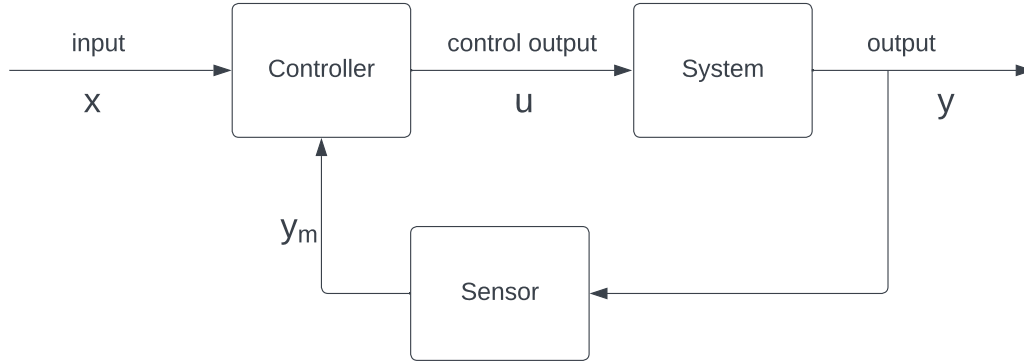 input
control output
output
Controller
System
x
u
y
yₘ
Sensor